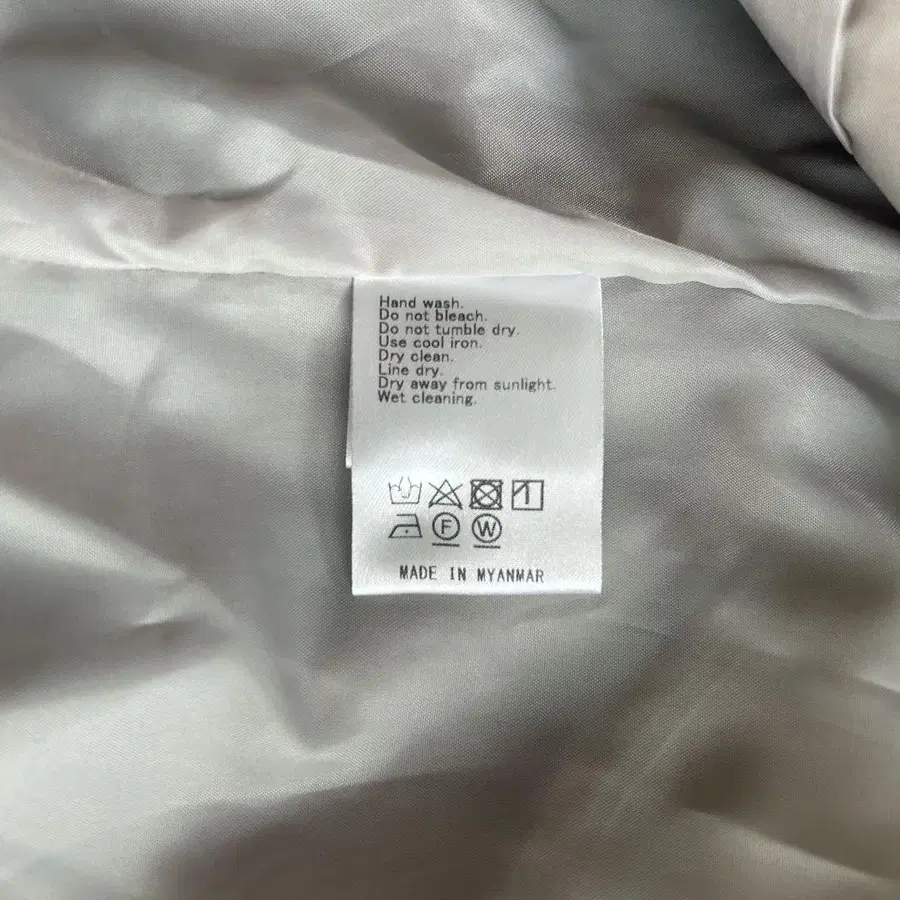 Hand wash.
Do not bleach.
Do not tumble dry.
Use cool iron.
Dry clean.
Line dry.
Dry away from sunlight.
Wet cleaning.
F W
MADE IN MYANMAR